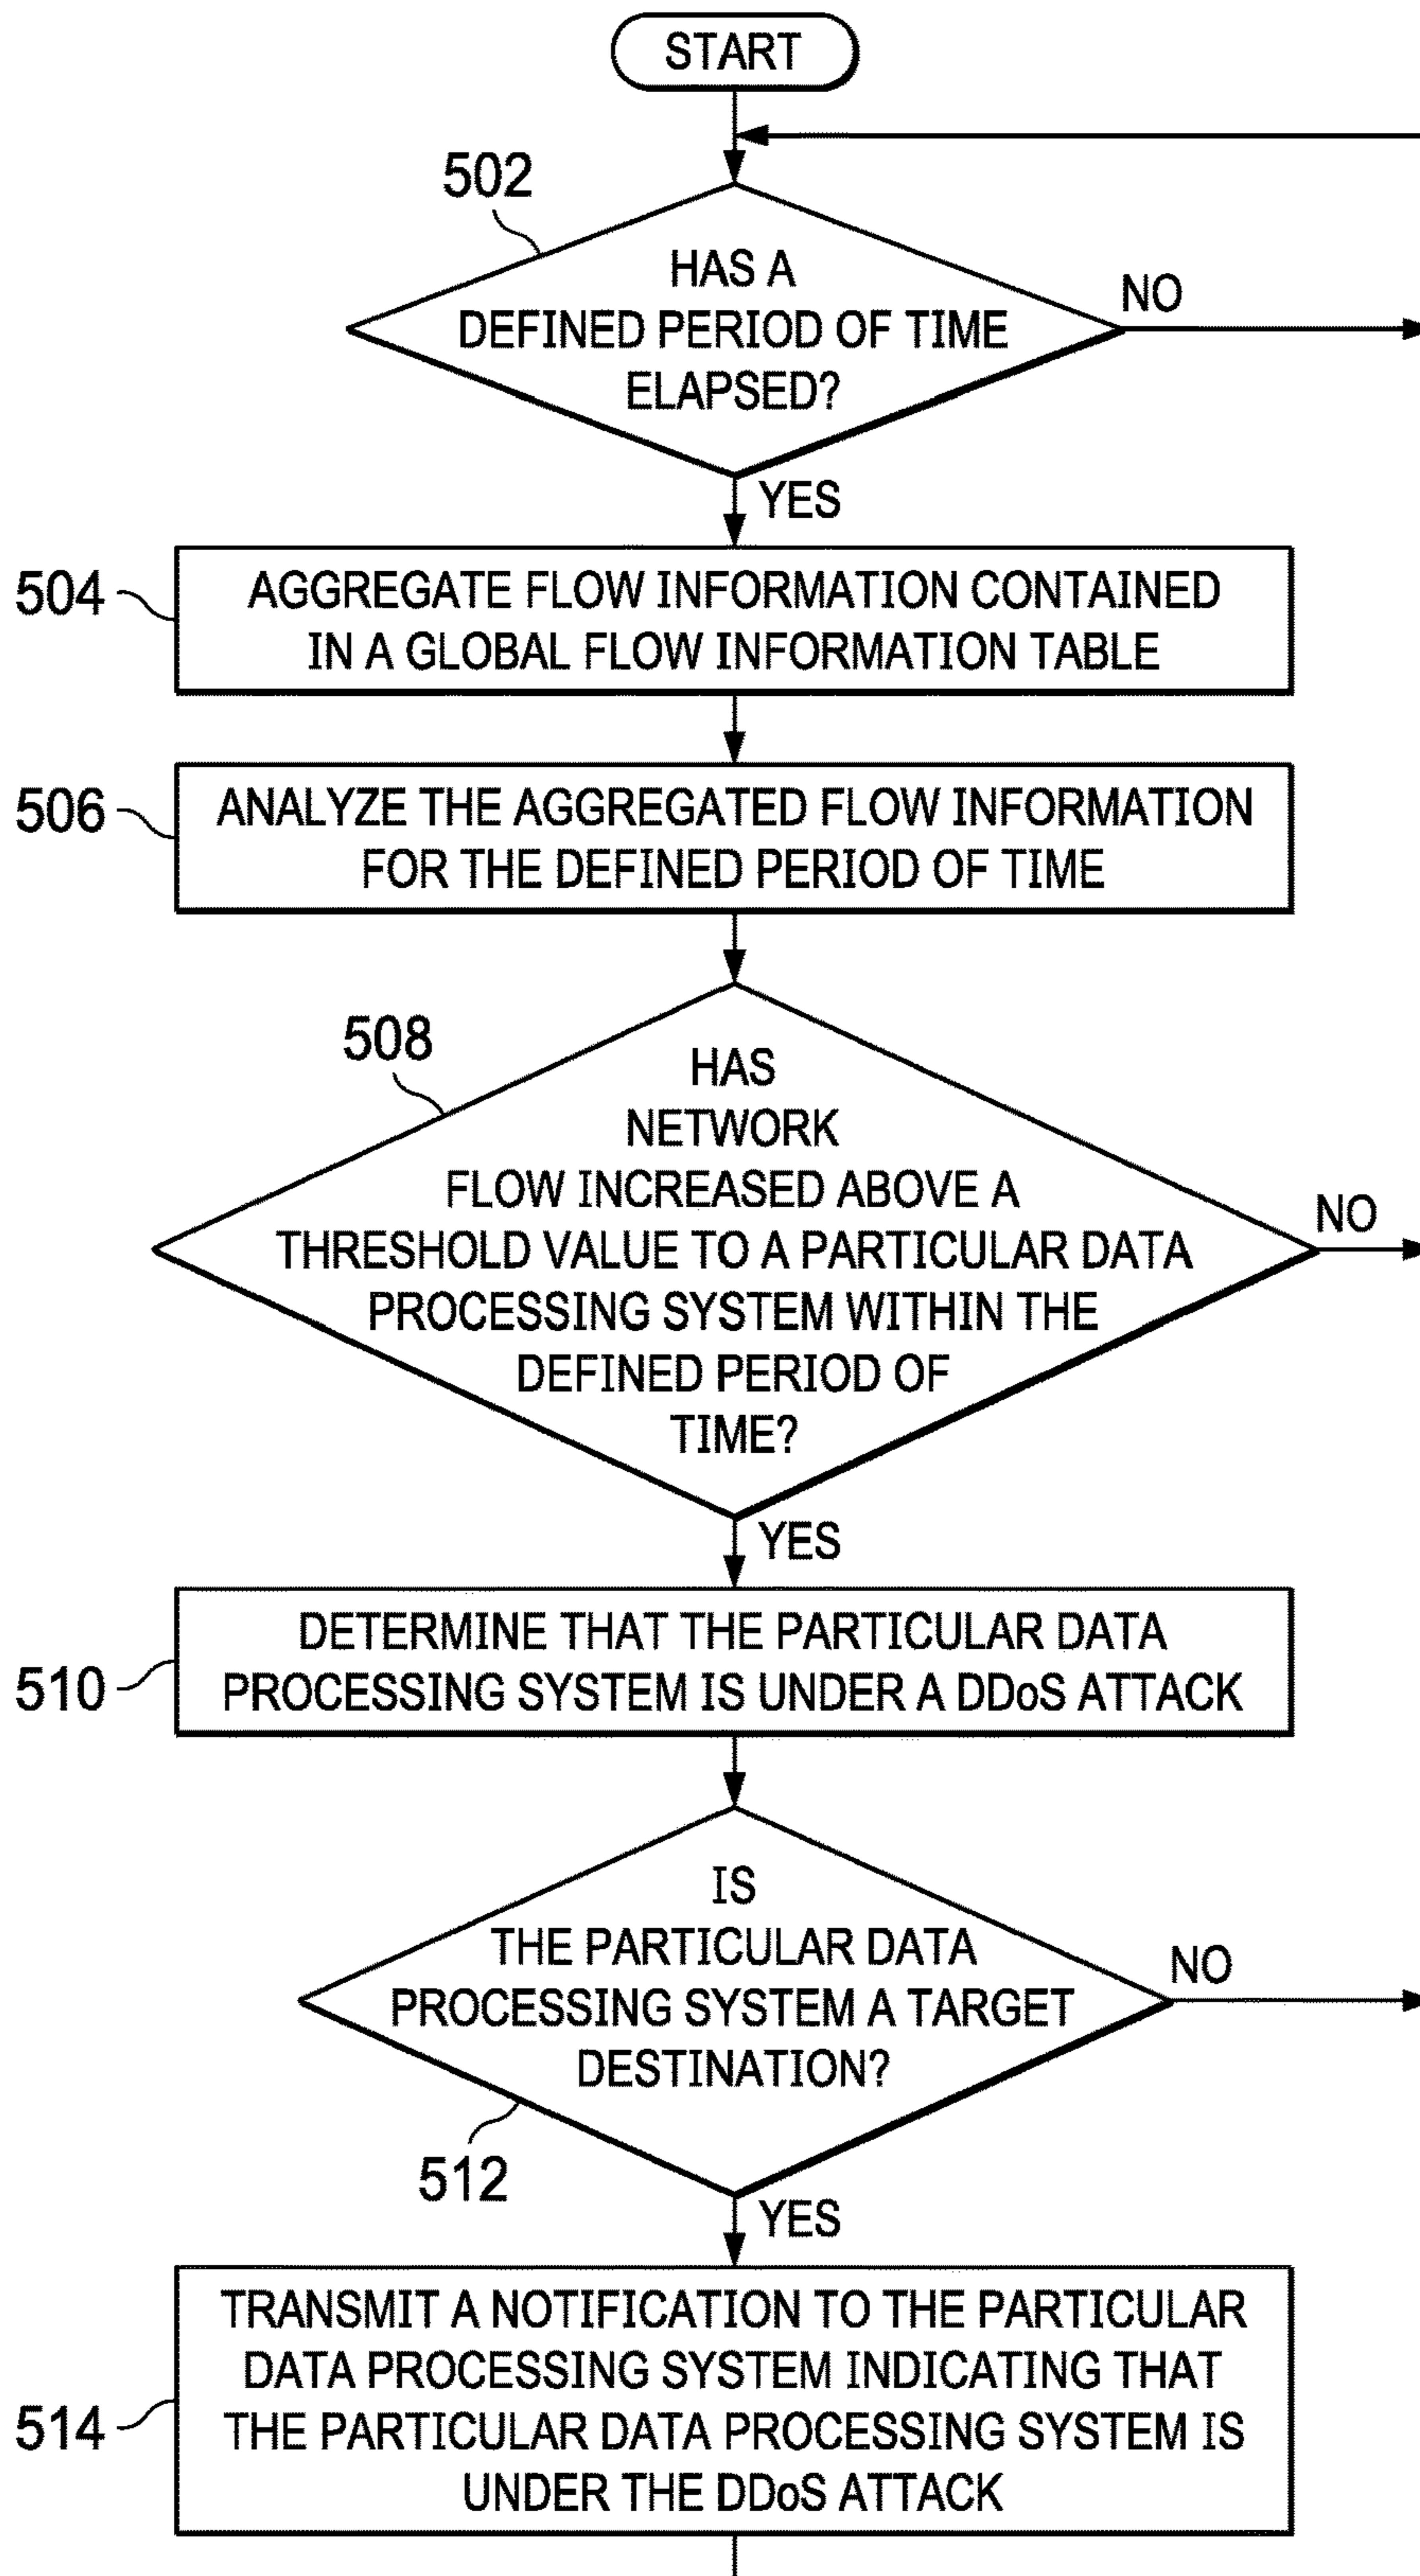 START
502
HAS A
DEFINED PERIOD OF TIME
ELAPSED?
NO
YES
504
AGGREGATE FLOW INFORMATION CONTAINED
IN A GLOBAL FLOW INFORMATION TABLE
506
ANALYZE THE AGGREGATED FLOW INFORMATION
FOR THE DEFINED PERIOD OF TIME
508
HAS
NETWORK
FLOW INCREASED ABOVE A
THRESHOLD VALUE TO A PARTICULAR DATA
PROCESSING SYSTEM WITHIN THE
DEFINED PERIOD OF
TIME?
NO
YES
510
DETERMINE THAT THE PARTICULAR DATA
PROCESSING SYSTEM IS UNDER A DDoS ATTACK
IS
THE PARTICULAR DATA
PROCESSING SYSTEM A TARGET
DESTINATION?
NO
512
YES
514
TRANSMIT A NOTIFICATION TO THE PARTICULAR
DATA PROCESSING SYSTEM INDICATING THAT
THE PARTICULAR DATA PROCESSING SYSTEM IS
UNDER THE DDoS ATTACK